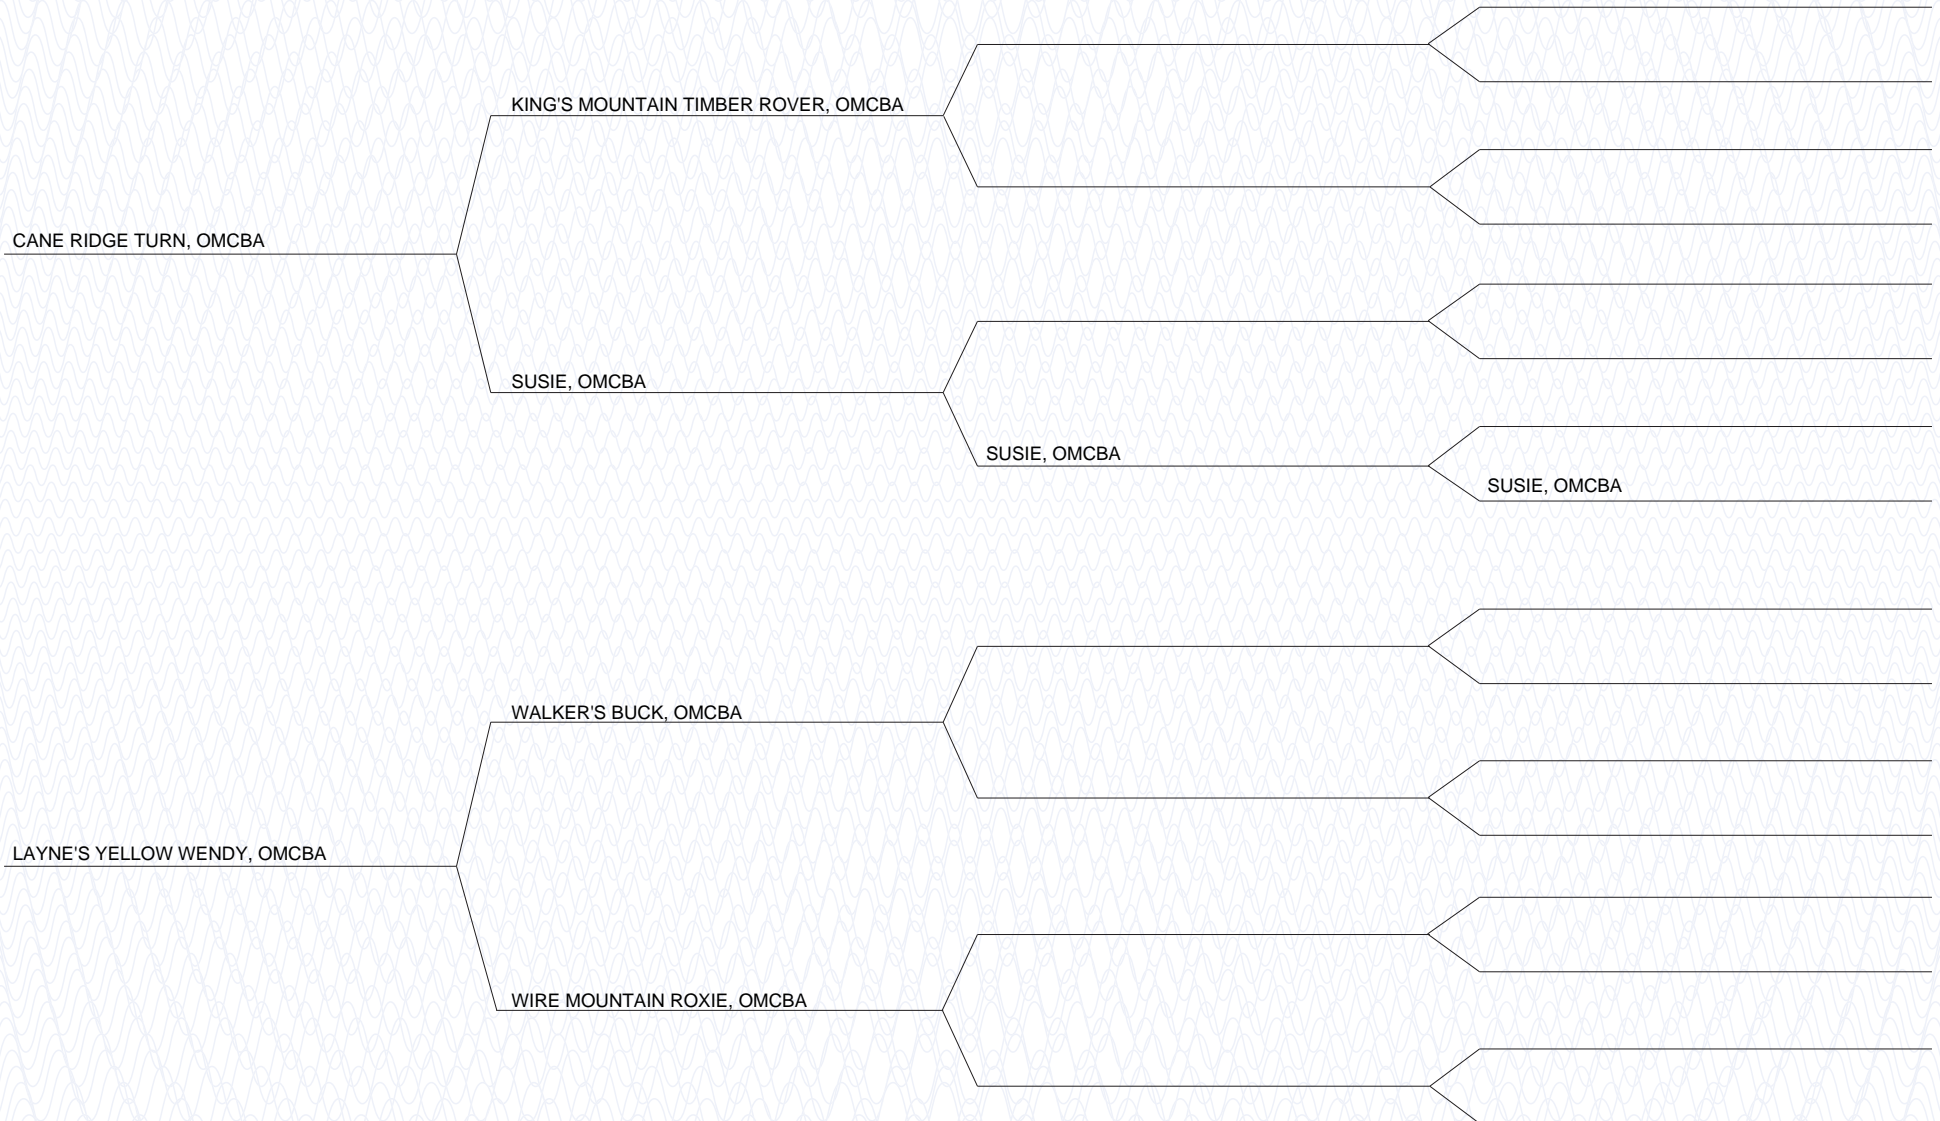 KING'S MOUNTAIN TIMBER ROVER, OMCBA
CANE RIDGE TURN, OMCBA
SUSIE, OMCBA
SUSIE, OMCBA
SUSIE, OMCBA
WALKER'S BUCK, OMCBA
LAYNE'S YELLOW WENDY, OMCBA
WIRE MOUNTAIN ROXIE, OMCBA